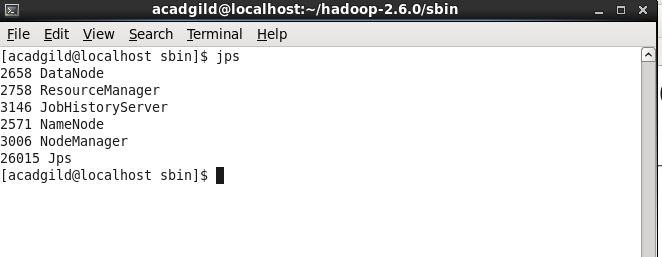 acadgild@localhost:~/hadoop-2.6.0/sbin
File Edit View Search Terminal Help
[acadgild@localhost sbin]$ jps
2658 DataNode
2758 ResourceManager
3146 JobHistoryServer
2571 NameNode
3006 NodeManager
26015 Jps
[acadgild@localhost sbin]$